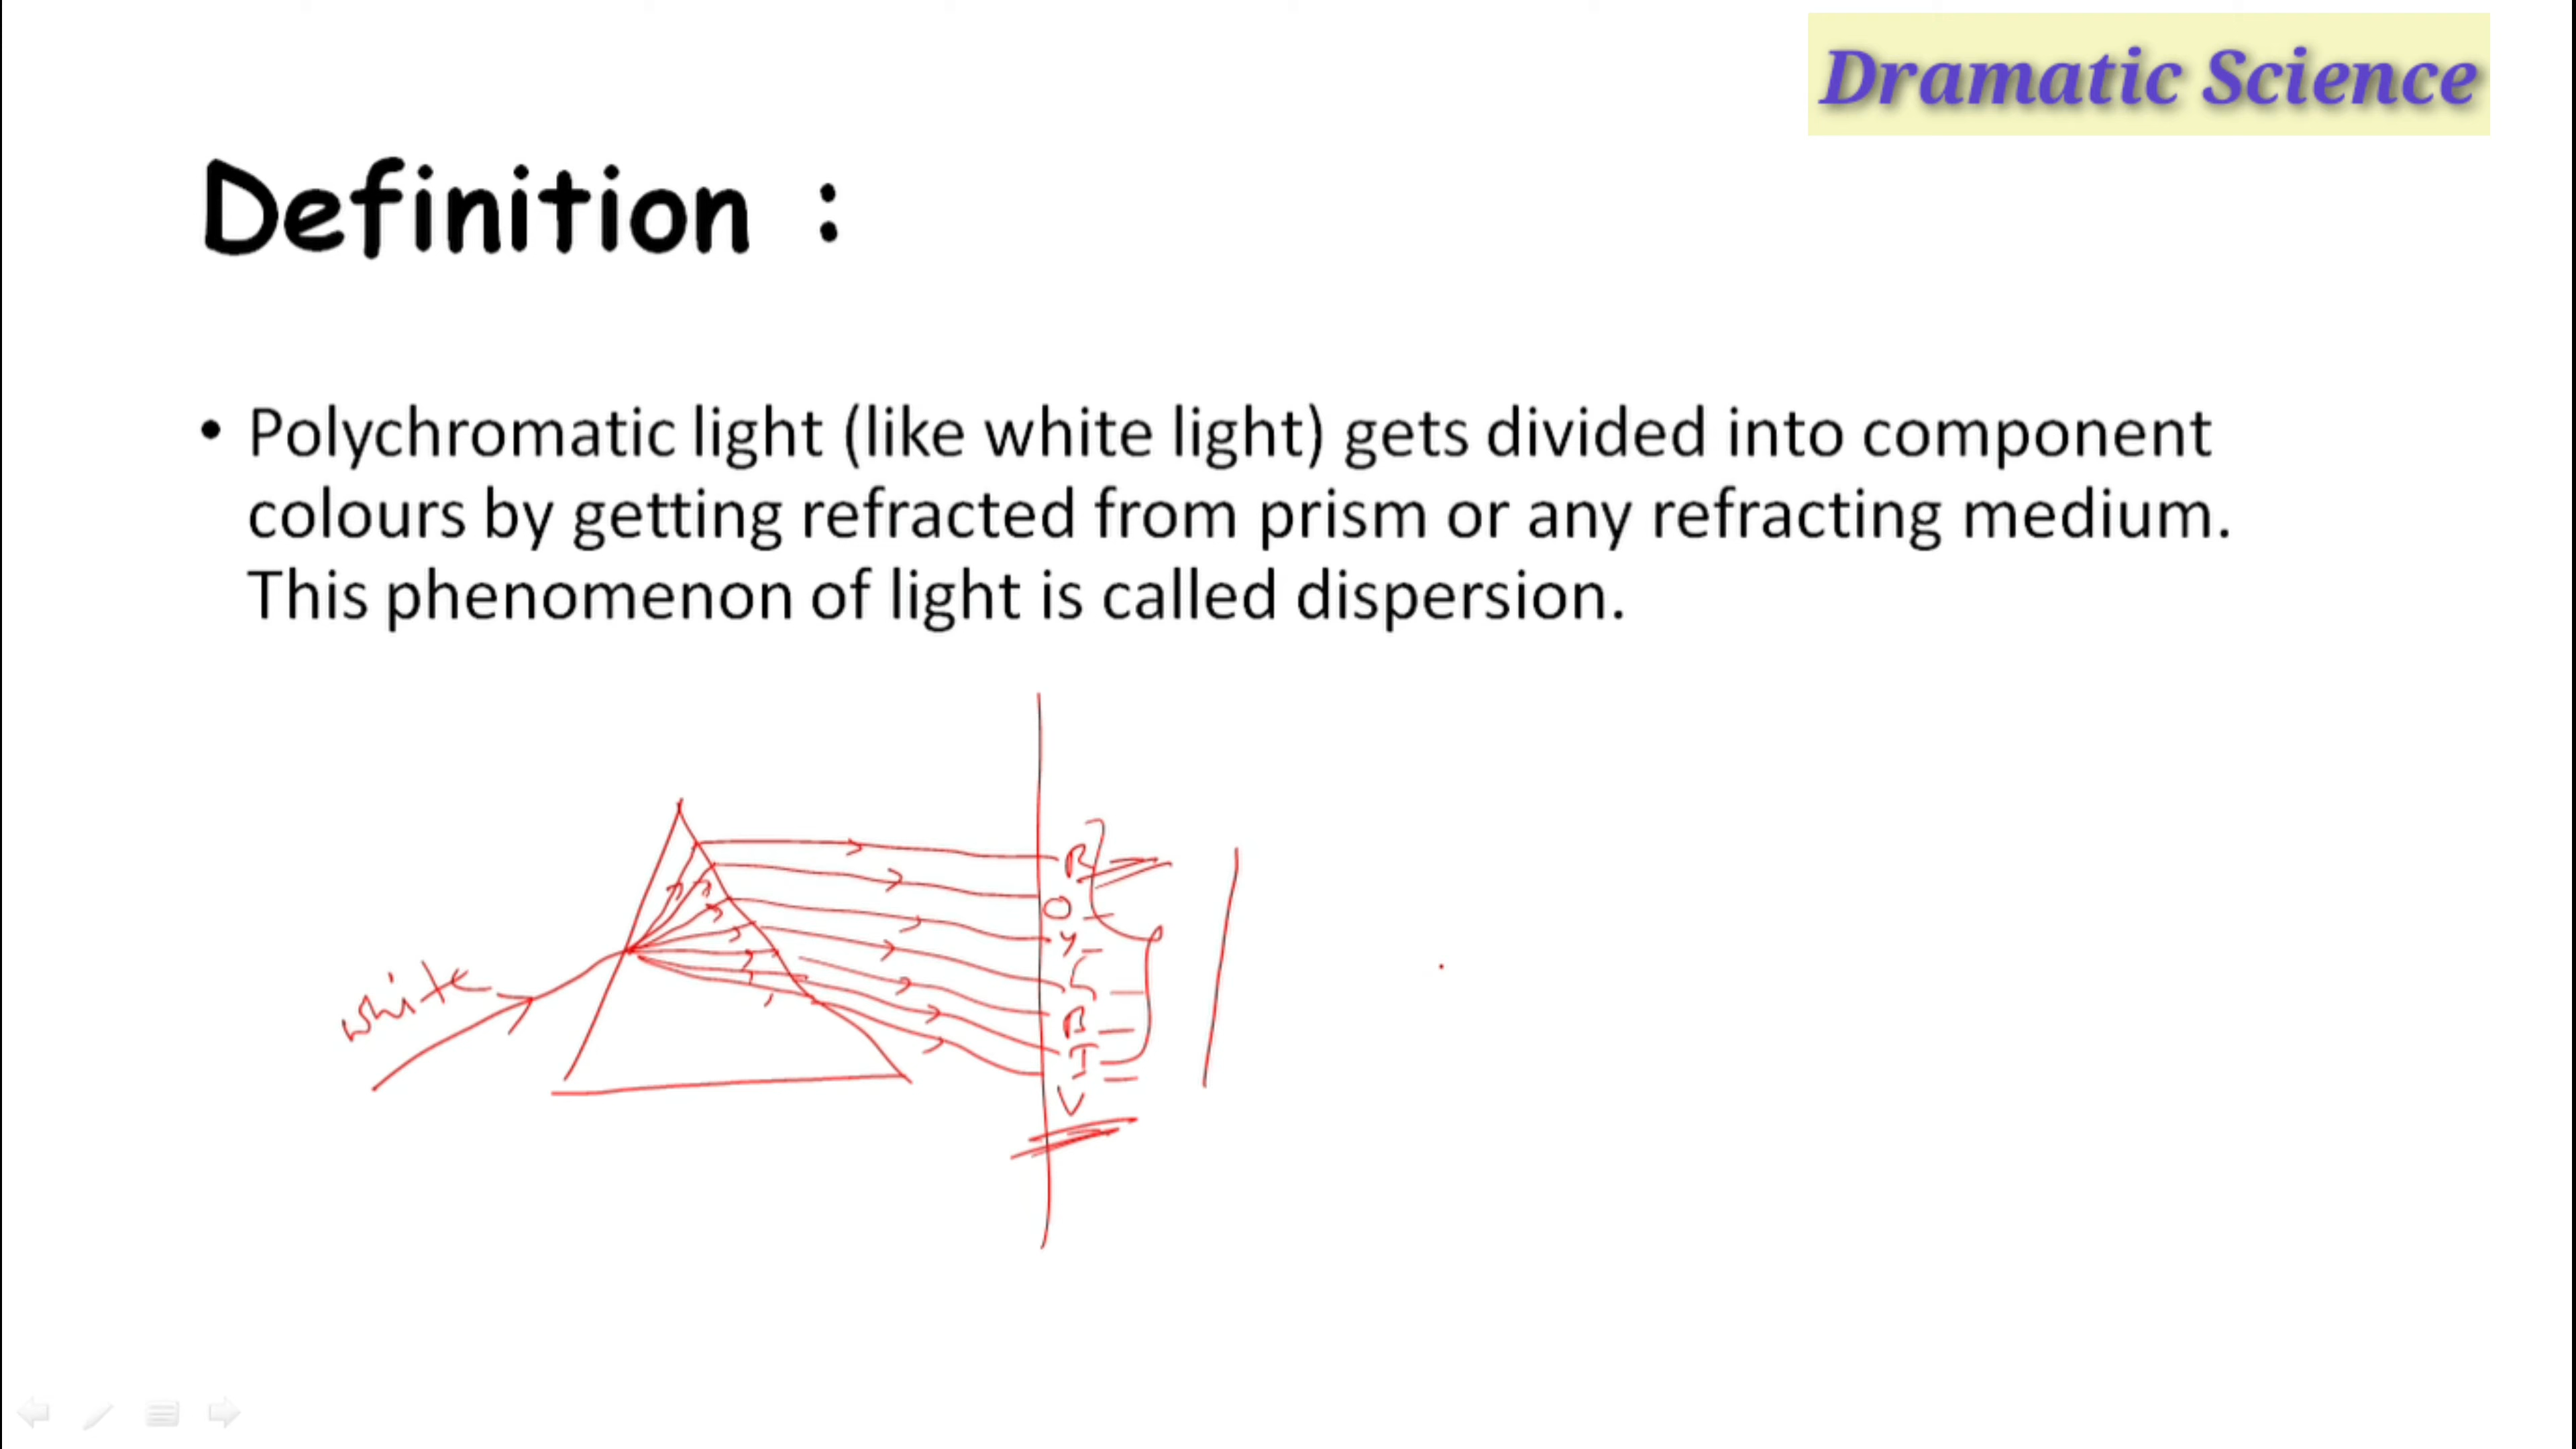 Dramatic Science
Definition :
• Polychromatic light (like white light) gets divided into component
colours by getting refracted from prism or any refracting medium.
This phenomenon of light is called dispersion.
white
R
O
Y
G
B
I
V